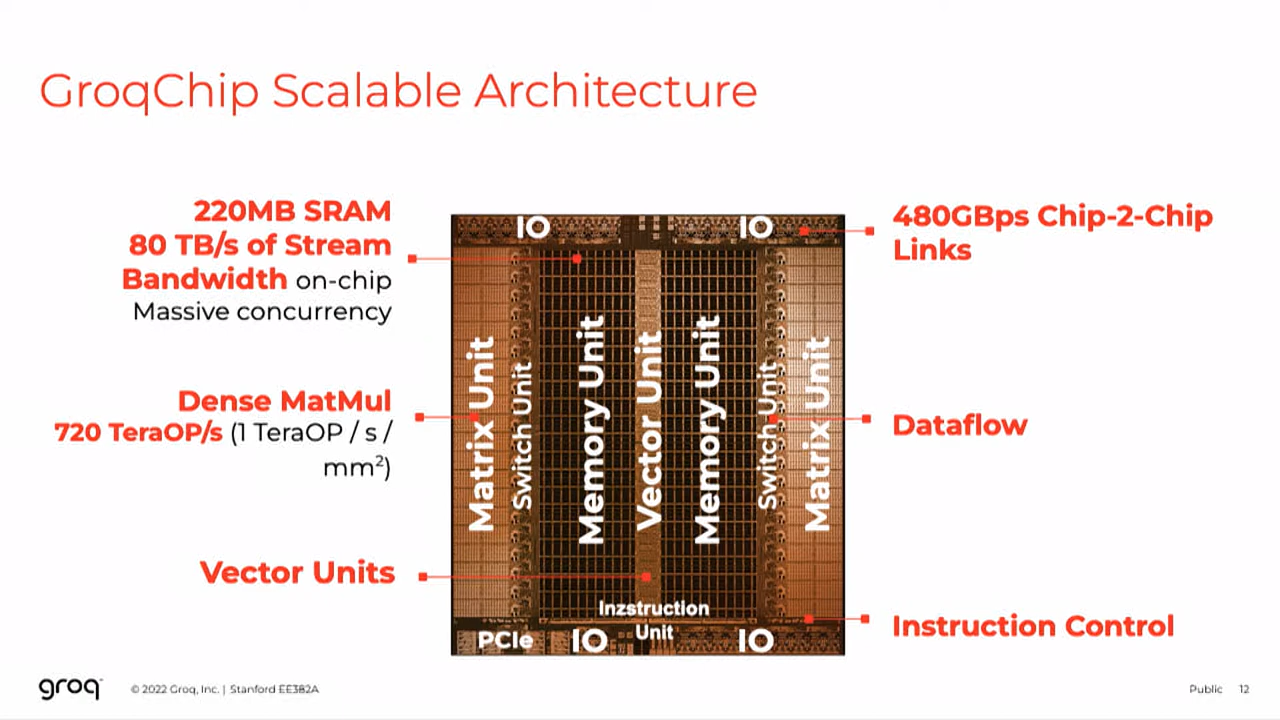 GroqChip Scalable Architecture
220MB SRAM
80 TB/s of Stream
Bandwidth on-chip
Massive concurrency
Dense MatMul
720 TeraOP/s (1 TeraOP / s /
mm²)
Vector Units
IO
IO
Matrix Unit
Switch Unit
Memory Unit
Vector Unit
Memory Unit
Switch Unit
Matrix Unit
Inzstruction
Unit
PCIe
IO
IO
480GBps Chip-2-Chip
Links
Dataflow
Instruction Control
groq
© 2022 Groq, Inc. | Stanford EE382A
Public 12